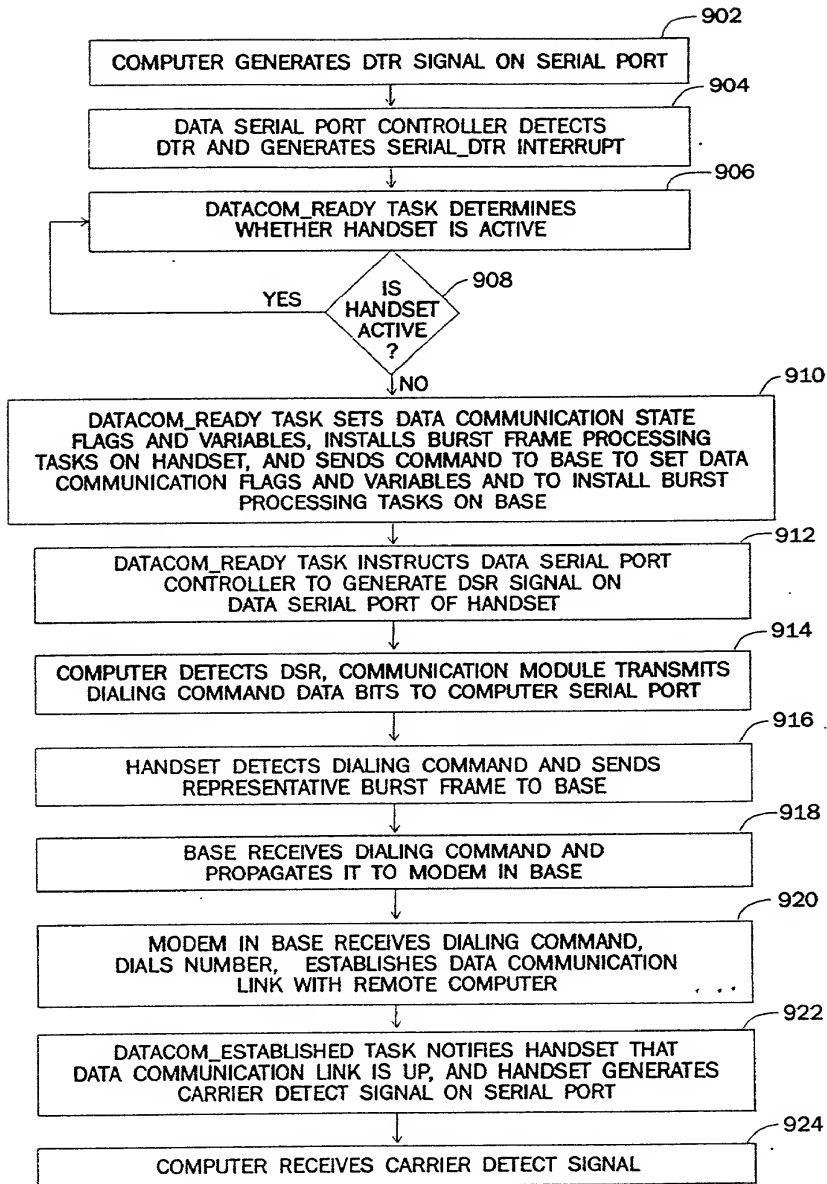 902
COMPUTER GENERATES DTR SIGNAL ON SERIAL PORT
904
DATA SERIAL PORT CONTROLLER DETECTS
DTR AND GENERATES SERIAL_DTR INTERRUPT
906
DATACOM_READY TASK DETERMINES
WHETHER HANDSET IS ACTIVE
908
YES
IS
HANDSET
ACTIVE
?
NO
910
DATACOM_READY TASK SETS DATA COMMUNICATION STATE
FLAGS AND VARIABLES, INSTALLS BURST FRAME PROCESSING
TASKS ON HANDSET, AND SENDS COMMAND TO BASE TO SET DATA
COMMUNICATION FLAGS AND VARIABLES AND TO INSTALL BURST
PROCESSING TASKS ON BASE
912
DATACOM_READY TASK INSTRUCTS DATA SERIAL PORT
CONTROLLER TO GENERATE DSR SIGNAL ON
DATA SERIAL PORT OF HANDSET
914
COMPUTER DETECTS DSR, COMMUNICATION MODULE TRANSMITS
DIALING COMMAND DATA BITS TO COMPUTER SERIAL PORT
916
HANDSET DETECTS DIALING COMMAND AND SENDS
REPRESENTATIVE BURST FRAME TO BASE
918
BASE RECEIVES DIALING COMMAND AND
PROPAGATES IT TO MODEM IN BASE
920
MODEM IN BASE RECEIVES DIALING COMMAND,
DIALS NUMBER, ESTABLISHES DATA COMMUNICATION
LINK WITH REMOTE COMPUTER
922
DATACOM_ESTABLISHED TASK NOTIFIES HANDSET THAT
DATA COMMUNICATION LINK IS UP, AND HANDSET GENERATES
CARRIER DETECT SIGNAL ON SERIAL PORT
924
COMPUTER RECEIVES CARRIER DETECT SIGNAL